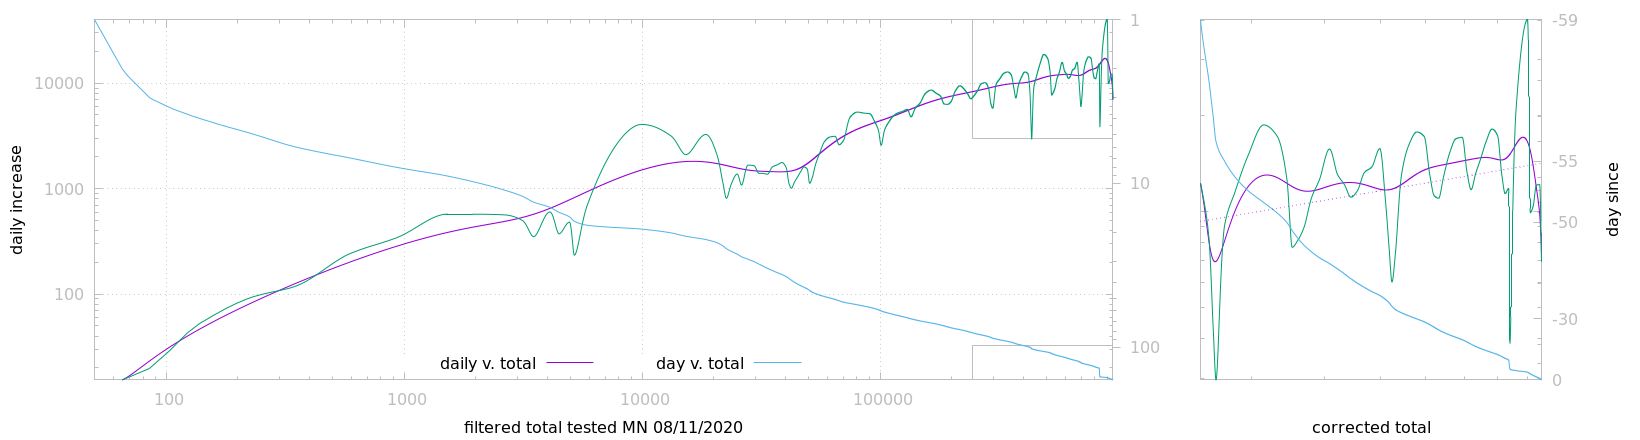 1
-59
10000
daily increase
-55
day since
1000
10
-50
100
-30
daily v. total
day v. total
100
0
100
1000
10000
100000
filtered total tested MN 08/11/2020
corrected total